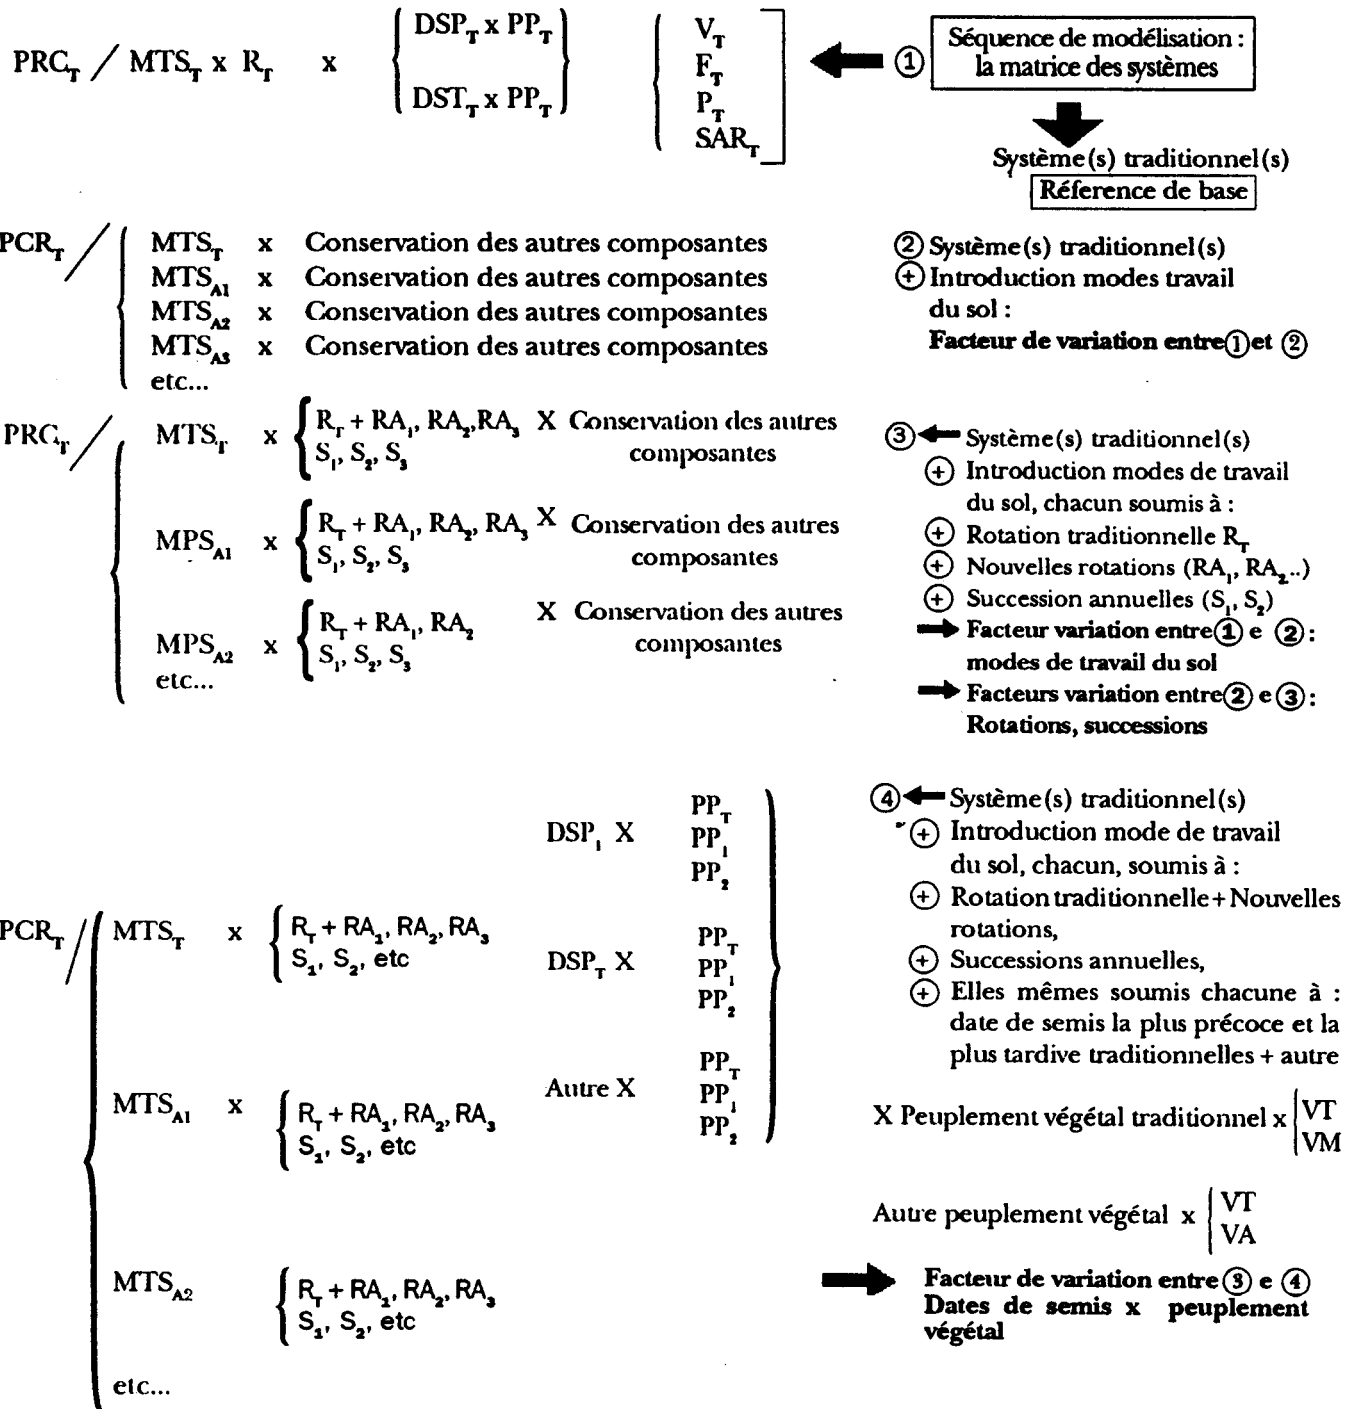 PRC_T / MTS_T x R_T x { DSP_T x PP_T
DST_T x PP_T }
V_T
F_T
P_T
SAR_T
① Séquence de modélisation :
la matrice des systèmes
Système(s) traditionnel(s)
Réference de base
PCR_T / MTS_T x Conservation des autres composantes
MTS_A1 x Conservation des autres composantes
MTS_A2 x Conservation des autres composantes
MTS_A3 x Conservation des autres composantes
etc...
② Système(s) traditionnel(s)
+ Introduction modes travail
du sol :
Facteur de variation entre ① et ②
PRC_T / MTS_T x { R_T + RA_1, RA_2, RA_3 X Conservation des autres
S_1, S_2, S_3 composantes
MPS_A1 x { R_T + RA_1, RA_2, RA_3 X Conservation des autres
S_1, S_2, S_3 composantes
MPS_A2 x { R_T + RA_1, RA_2 X Conservation des autres
S_1, S_2, S_3 composantes
etc...
③ Système(s) traditionnel(s)
+ Introduction modes de travail
du sol, chacun soumis à :
+ Rotation traditionnelle R_T
+ Nouvelles rotations (RA_1, RA_2..)
+ Succession annuelles (S_1, S_2)
Facteur variation entre ① e ② :
modes de travail du sol
Facteurs variation entre ② e ③ :
Rotations, successions
PCR_T / MTS_T x { R_T + RA_1, RA_2, RA_3
S_1, S_2, etc
MTS_A1 x { R_T + RA_1, RA_2, RA_3
S_1, S_2, etc
MTS_A2 { R_T + RA_1, RA_2, RA_3
S_1, S_2, etc
etc...
DSP_1 X
PP_T
PP_1
PP_2
DSP_T X
PP_T
PP_1
PP_2
Autre X
PP_T
PP_1
PP_2
④ Système(s) traditionnel(s)
+ Introduction mode de travail
du sol, chacun, soumis à :
+ Rotation traditionnelle + Nouvelles
rotations,
+ Successions annuelles,
+ Elles mêmes soumis chacune à :
date de semis la plus précoce et la
plus tardive traditionnelles + autre
X Peuplement végétal traditionnel x VT
VM
Autre peuplement végétal x VT
VA
Facteur de variation entre ③ e ④
Dates de semis x peuplement
végétal